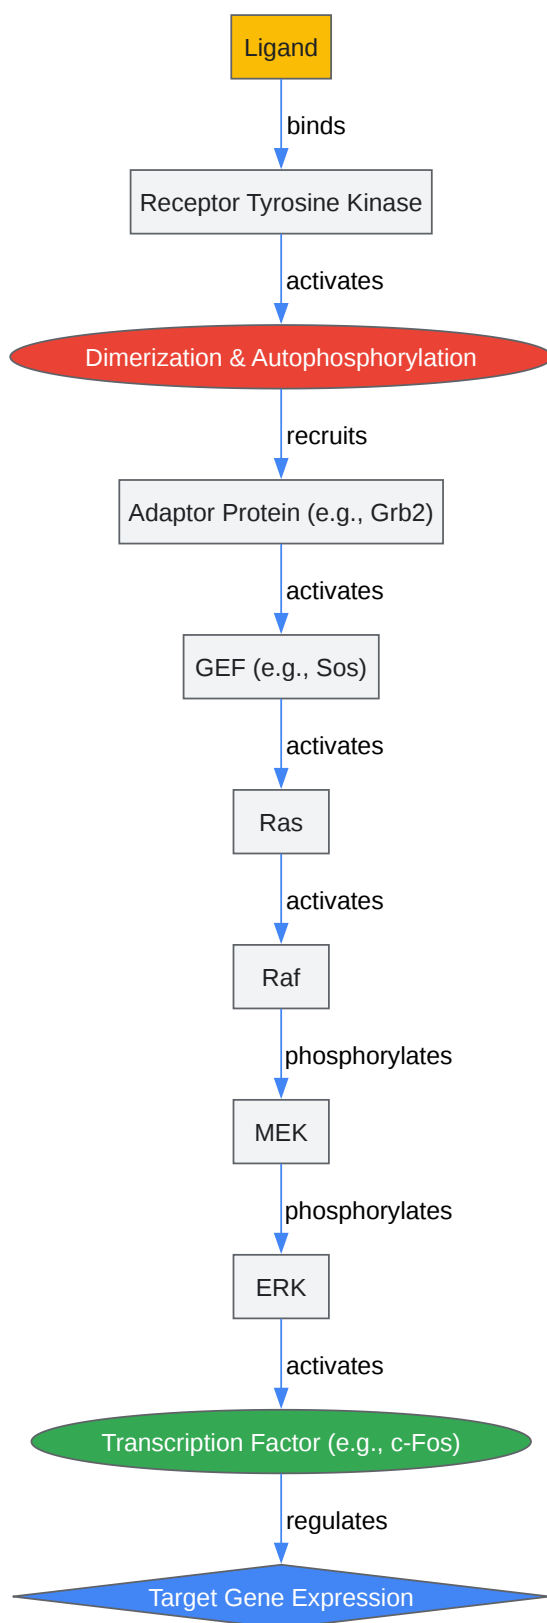 Ligand
binds
Receptor Tyrosine Kinase
activates
Dimerization & Autophosphorylation
recruits
Adaptor Protein (e.g., Grb2)
activates
GEF (e.g., Sos)
activates
Ras
activates
Raf
phosphorylates
MEK
phosphorylates
ERK
activates
Transcription Factor (e.g., c-Fos)
regulates
Target Gene Expression